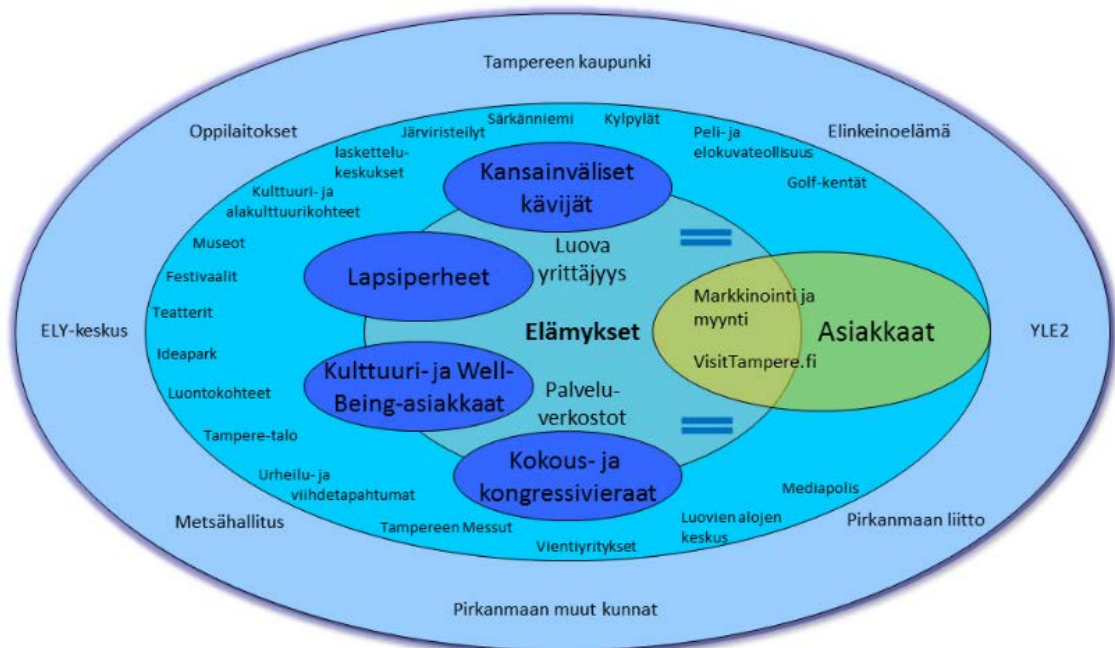 Tampereen kaupunki
Oppilaitokset
Elinkeinoelämä
ELY-keskus
YLE2
Metsähallitus
Pirkanmaan liitto
Pirkanmaan muut kunnat
Särkänniemi
Kylpylät
Järviristeilyt
Peli- ja
elokuvateollisuus
laskettelu-
keskukset
Golf-kentät
Kulttuuri- ja
alakulttuurikohteet
Museot
Festivaalit
Teatterit
Ideapark
Luontokohteet
Tampere-talo
Urheilu- ja
viihdetapahtumat
Tampereen Messut
Vientiyritykset
Luovien alojen
keskus
Mediapolis
Kansainväliset
kävijät
Lapsiperheet
Kulttuuri- ja Well-
Being-asiakkaat
Kokous- ja
kongressivieraat
Luova
yrittäjyys
Elämykset
Palvelu-
verkostot
Markkinointi ja
myynti
VisitTampere.fi
Asiakkaat